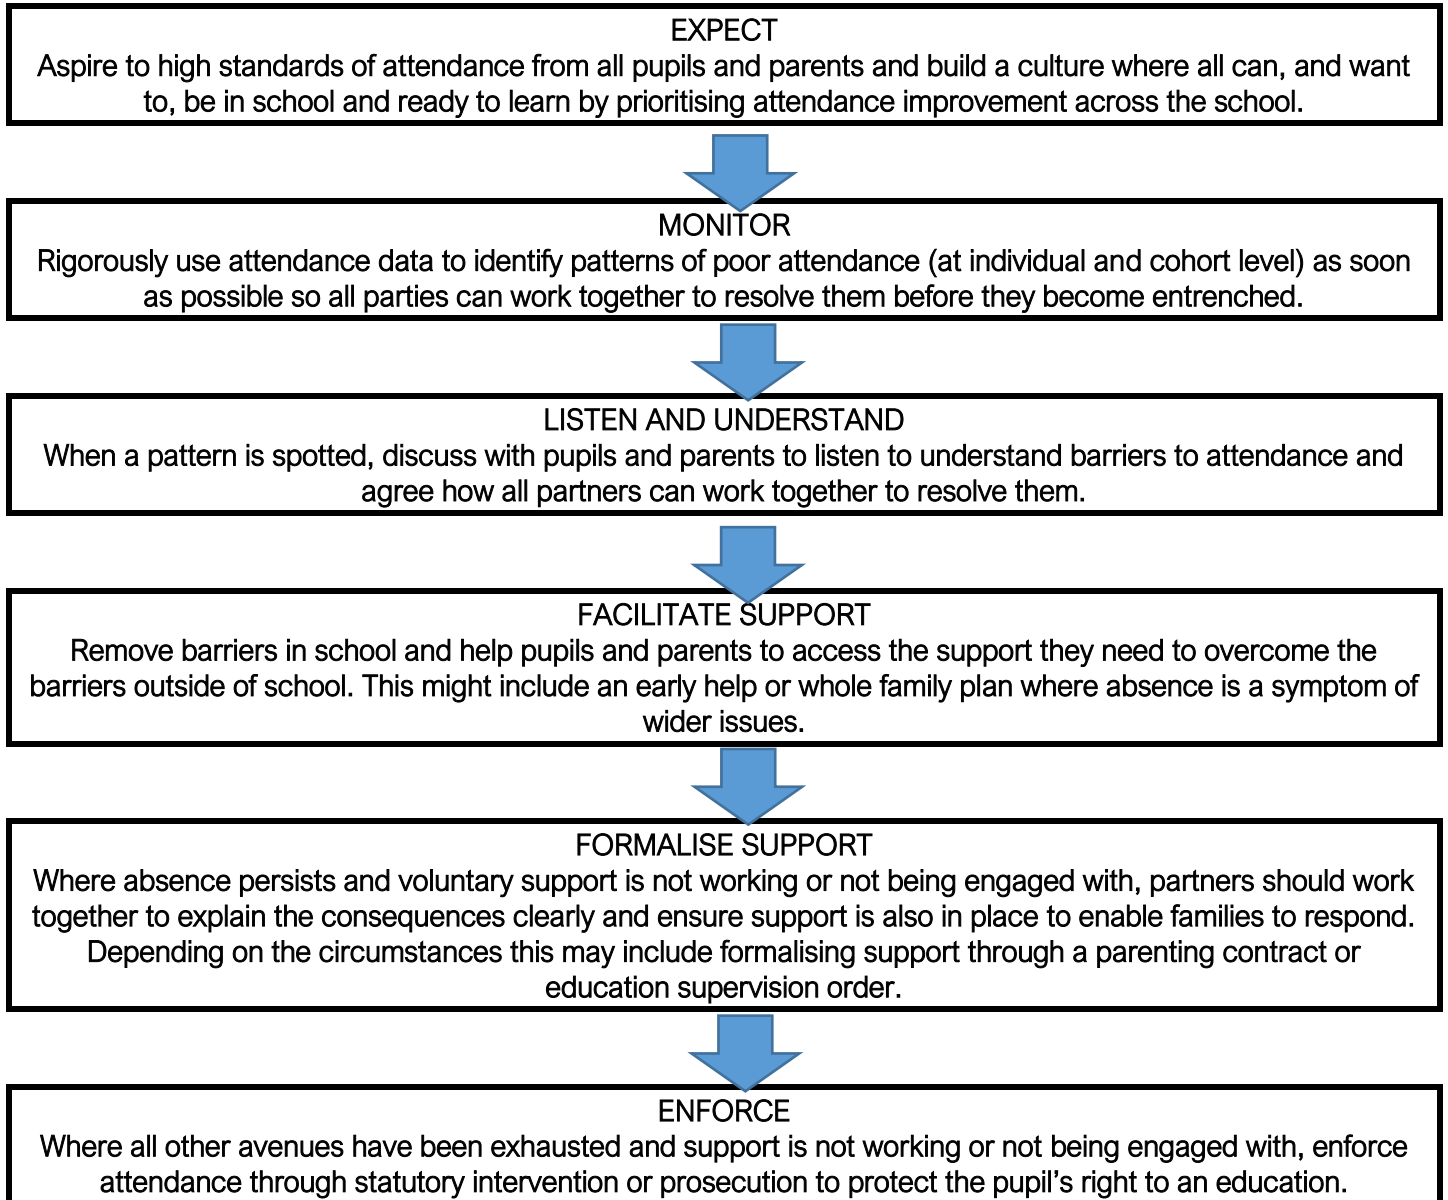 EXPECT
Aspire to high standards of attendance from all pupils and parents and build a culture where all can, and want
to, be in school and ready to learn by prioritising attendance improvement across the school.
MONITOR
Rigorously use attendance data to identify patterns of poor attendance (at individual and cohort level) as soon
as possible so all parties can work together to resolve them before they become entrenched.
LISTEN AND UNDERSTAND
When a pattern is spotted, discuss with pupils and parents to listen to understand barriers to attendance and
agree how all partners can work together to resolve them.
FACILITATE SUPPORT
Remove barriers in school and help pupils and parents to access the support they need to overcome the
barriers outside of school. This might include an early help or whole family plan where absence is a symptom of
wider issues.
FORMALISE SUPPORT
Where absence persists and voluntary support is not working or not being engaged with, partners should work
together to explain the consequences clearly and ensure support is also in place to enable families to respond.
Depending on the circumstances this may include formalising support through a parenting contract or
education supervision order.
ENFORCE
Where all other avenues have been exhausted and support is not working or not being engaged with, enforce
attendance through statutory intervention or prosecution to protect the pupil’s right to an education.